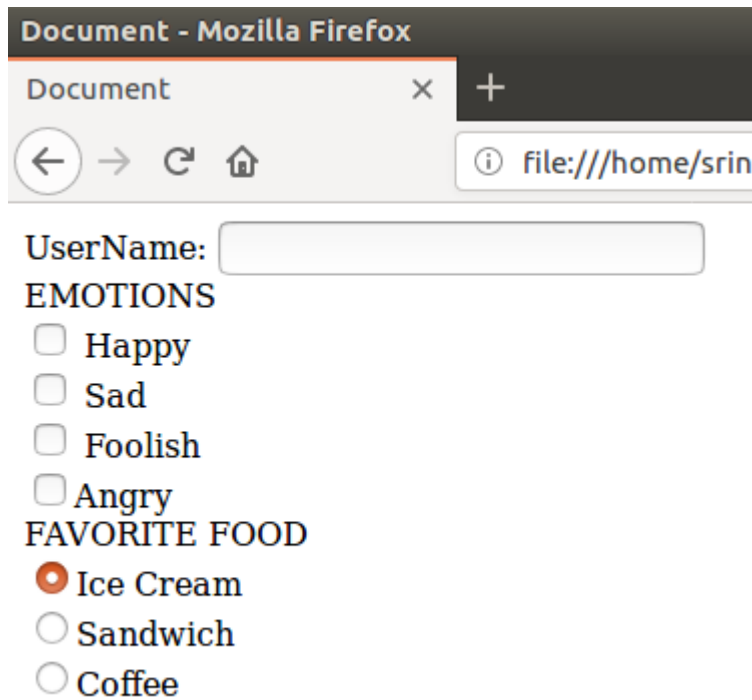 Document - Mozilla Firefox
Document
file:///home/srin
UserName:
EMOTIONS
Happy
Sad
Foolish
Angry
FAVORITE FOOD
Ice Cream
Sandwich
Coffee